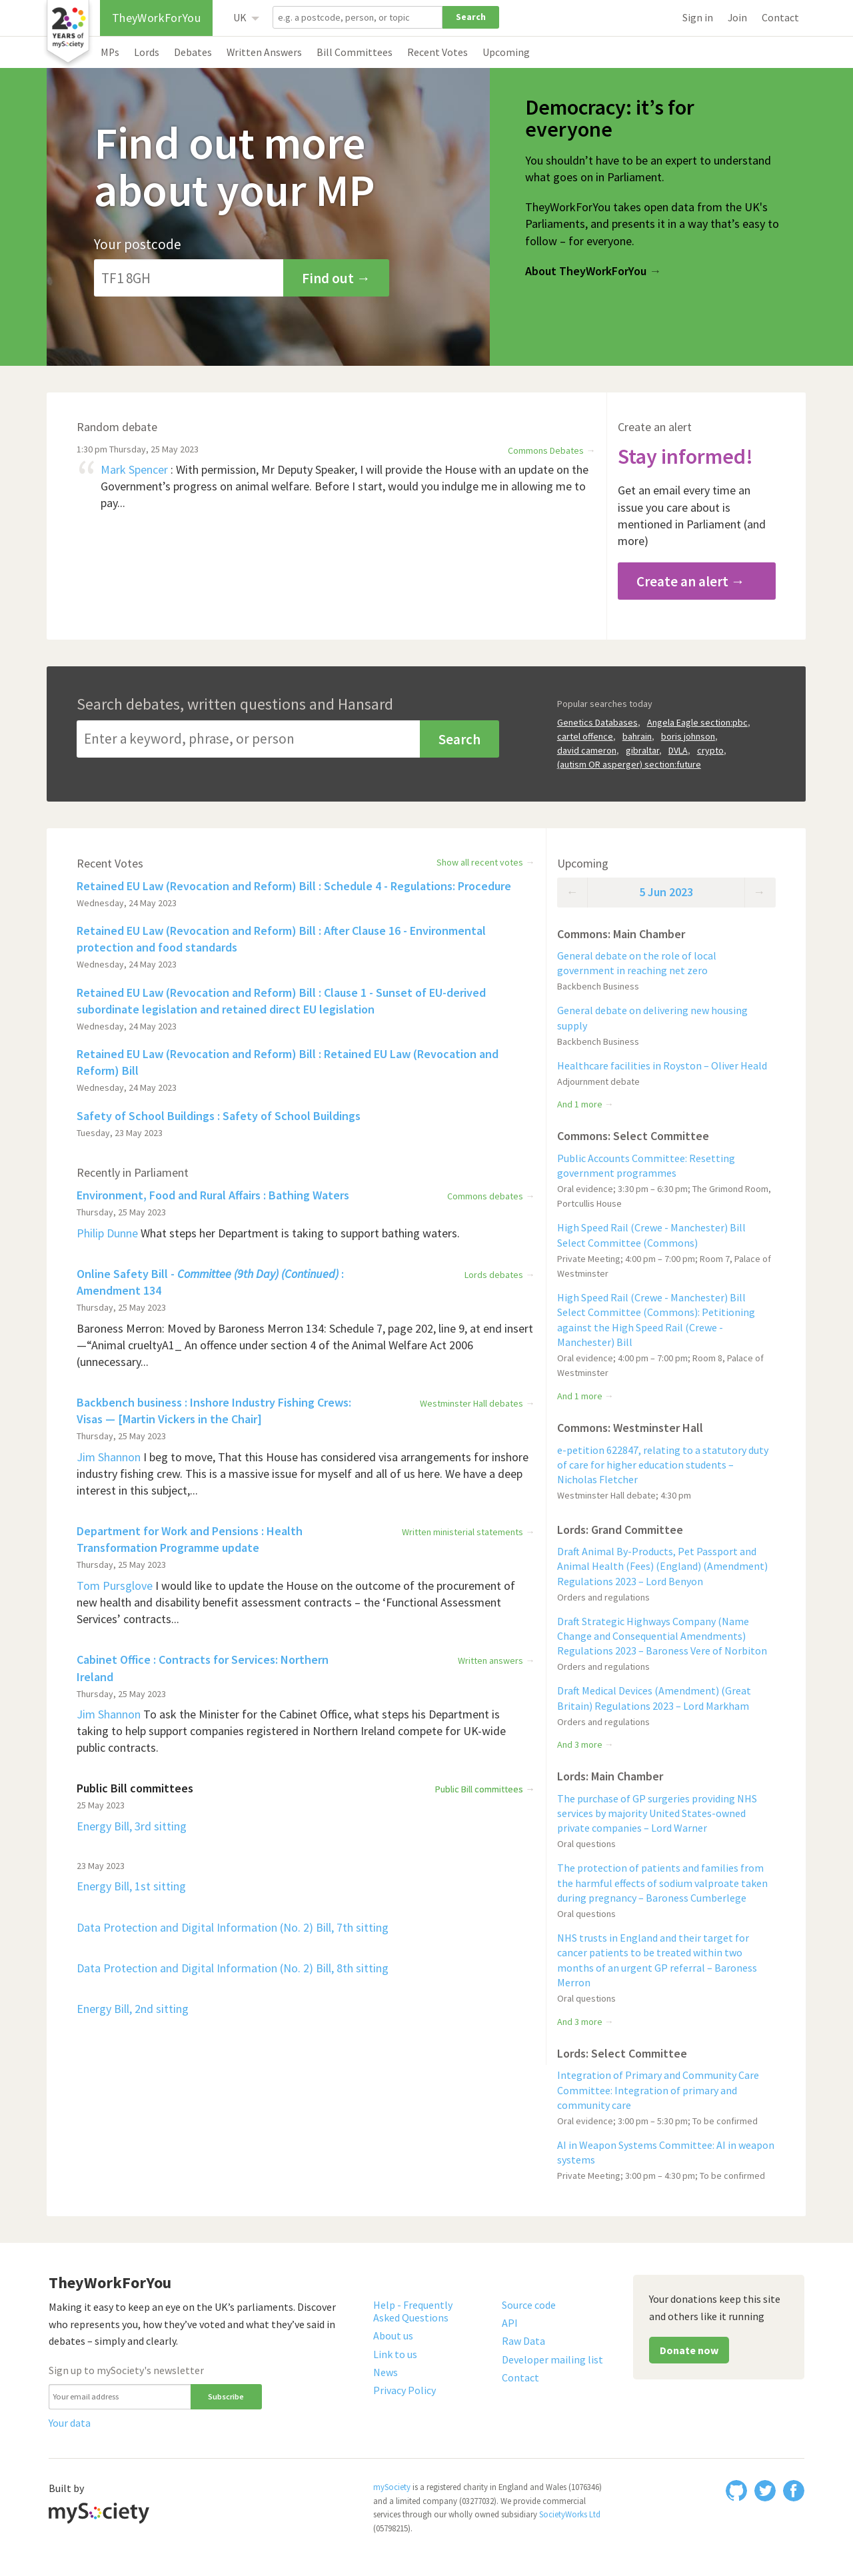 20
YEARS of
mySociety
TheyWorkForYou
UK
e.g. a postcode, person, or topic
Search
Sign in
Join
Contact
MPs
Lords
Debates
Written Answers
Bill Committees
Recent Votes
Upcoming
Find out more
about your MP
Your postcode
TF1 8GH
Find out →
Democracy: it’s for
everyone
You shouldn’t have to be an expert to understand
what goes on in Parliament.
TheyWorkForYou takes open data from the UK's
Parliaments, and presents it in a way that’s easy to
follow – for everyone.
About TheyWorkForYou →
Random debate
1:30 pm Thursday, 25 May 2023
Commons Debates →
“ Mark Spencer : With permission, Mr Deputy Speaker, I will provide the House with an update on the
Government’s progress on animal welfare. Before I start, would you indulge me in allowing me to
pay...
Create an alert
Stay informed!
Get an email every time an
issue you care about is
mentioned in Parliament (and
more)
Create an alert →
Search debates, written questions and Hansard
Enter a keyword, phrase, or person
Search
Popular searches today
Genetics Databases, Angela Eagle section:pbc,
cartel offence, bahrain, boris johnson,
david cameron, gibraltar, DVLA, crypto,
(autism OR asperger) section:future
Recent Votes
Show all recent votes →
Retained EU Law (Revocation and Reform) Bill : Schedule 4 - Regulations: Procedure
Wednesday, 24 May 2023
Retained EU Law (Revocation and Reform) Bill : After Clause 16 - Environmental
protection and food standards
Wednesday, 24 May 2023
Retained EU Law (Revocation and Reform) Bill : Clause 1 - Sunset of EU-derived
subordinate legislation and retained direct EU legislation
Wednesday, 24 May 2023
Retained EU Law (Revocation and Reform) Bill : Retained EU Law (Revocation and
Reform) Bill
Wednesday, 24 May 2023
Safety of School Buildings : Safety of School Buildings
Tuesday, 23 May 2023
Recently in Parliament
Environment, Food and Rural Affairs : Bathing Waters
Commons debates →
Thursday, 25 May 2023
Philip Dunne What steps her Department is taking to support bathing waters.
Online Safety Bill - Committee (9th Day) (Continued) :
Amendment 134
Lords debates →
Thursday, 25 May 2023
Baroness Merron: Moved by Baroness Merron 134: Schedule 7, page 202, line 9, at end insert
—“Animal crueltyA1_ An offence under section 4 of the Animal Welfare Act 2006
(unnecessary...
Backbench business : Inshore Industry Fishing Crews:
Visas — [Martin Vickers in the Chair]
Westminster Hall debates →
Thursday, 25 May 2023
Jim Shannon I beg to move, That this House has considered visa arrangements for inshore
industry fishing crew. This is a massive issue for myself and all of us here. We have a deep
interest in this subject,...
Department for Work and Pensions : Health
Transformation Programme update
Written ministerial statements →
Thursday, 25 May 2023
Tom Pursglove I would like to update the House on the outcome of the procurement of
new health and disability benefit assessment contracts – the ‘Functional Assessment
Services’ contracts...
Cabinet Office : Contracts for Services: Northern
Ireland
Written answers →
Thursday, 25 May 2023
Jim Shannon To ask the Minister for the Cabinet Office, what steps his Department is
taking to help support companies registered in Northern Ireland compete for UK-wide
public contracts.
Public Bill committees
Public Bill committees →
25 May 2023
Energy Bill, 3rd sitting
23 May 2023
Energy Bill, 1st sitting
Data Protection and Digital Information (No. 2) Bill, 7th sitting
Data Protection and Digital Information (No. 2) Bill, 8th sitting
Energy Bill, 2nd sitting
Upcoming
← 5 Jun 2023 →
Commons: Main Chamber
General debate on the role of local
government in reaching net zero
Backbench Business
General debate on delivering new housing
supply
Backbench Business
Healthcare facilities in Royston – Oliver Heald
Adjournment debate
And 1 more →
Commons: Select Committee
Public Accounts Committee: Resetting
government programmes
Oral evidence; 3:30 pm – 6:30 pm; The Grimond Room,
Portcullis House
High Speed Rail (Crewe - Manchester) Bill
Select Committee (Commons)
Private Meeting; 4:00 pm – 7:00 pm; Room 7, Palace of
Westminster
High Speed Rail (Crewe - Manchester) Bill
Select Committee (Commons): Petitioning
against the High Speed Rail (Crewe -
Manchester) Bill
Oral evidence; 4:00 pm – 7:00 pm; Room 8, Palace of
Westminster
And 1 more →
Commons: Westminster Hall
e-petition 622847, relating to a statutory duty
of care for higher education students –
Nicholas Fletcher
Westminster Hall debate; 4:30 pm
Lords: Grand Committee
Draft Animal By-Products, Pet Passport and
Animal Health (Fees) (England) (Amendment)
Regulations 2023 – Lord Benyon
Orders and regulations
Draft Strategic Highways Company (Name
Change and Consequential Amendments)
Regulations 2023 – Baroness Vere of Norbiton
Orders and regulations
Draft Medical Devices (Amendment) (Great
Britain) Regulations 2023 – Lord Markham
Orders and regulations
And 3 more →
Lords: Main Chamber
The purchase of GP surgeries providing NHS
services by majority United States-owned
private companies – Lord Warner
Oral questions
The protection of patients and families from
the harmful effects of sodium valproate taken
during pregnancy – Baroness Cumberlege
Oral questions
NHS trusts in England and their target for
cancer patients to be treated within two
months of an urgent GP referral – Baroness
Merron
Oral questions
And 3 more →
Lords: Select Committee
Integration of Primary and Community Care
Committee: Integration of primary and
community care
Oral evidence; 3:00 pm – 5:30 pm; To be confirmed
AI in Weapon Systems Committee: AI in weapon
systems
Private Meeting; 3:00 pm – 4:30 pm; To be confirmed
TheyWorkForYou
Making it easy to keep an eye on the UK’s parliaments. Discover
who represents you, how they’ve voted and what they’ve said in
debates – simply and clearly.
Sign up to mySociety's newsletter
Your email address
Subscribe
Your data
Help - Frequently
Asked Questions
About us
Link to us
News
Privacy Policy
Source code
API
Raw Data
Developer mailing list
Contact
Your donations keep this site
and others like it running
Donate now
Built by
mySociety
mySociety is a registered charity in England and Wales (1076346)
and a limited company (03277032). We provide commercial
services through our wholly owned subsidiary SocietyWorks Ltd
(05798215).